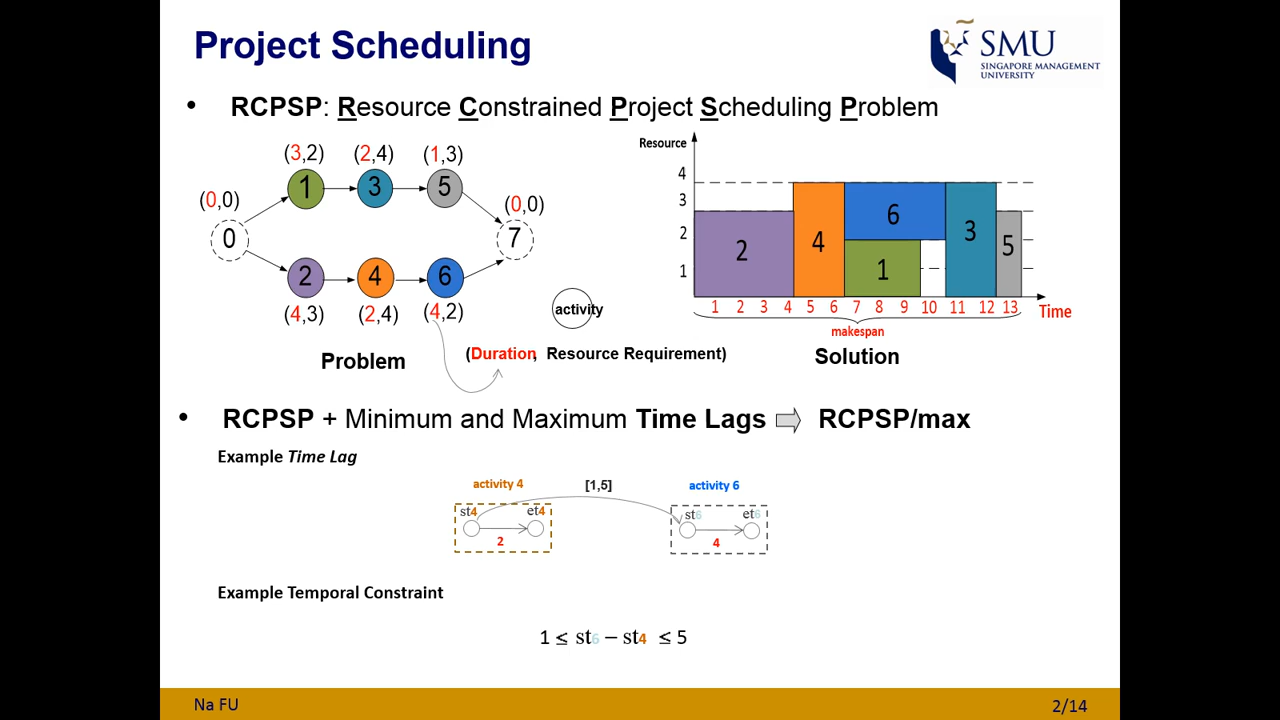 Project Scheduling
SMU
SINGAPORE MANAGEMENT
UNIVERSITY
• RCPSP: Resource Constrained Project Scheduling Problem
(3,2) (2,4) (1,3)
1 3 5
(0,0) (0,0)
0 7
2 4 6
(4,3) (2,4) (4,2)
activity
(Duration, Resource Requirement)
Problem
Resource
4
3
2
1
2 4 6 1 3 5
1 2 3 4 5 6 7 8 9 10 11 12 13 Time
makespan
Solution
• RCPSP + Minimum and Maximum Time Lags RCPSP/max
Example Time Lag
activity 4 [1,5] activity 6
st4 et4 st6 et6
2 4
Example Temporal Constraint
1 ≤ st6 – st4 ≤ 5
Na FU 2/14